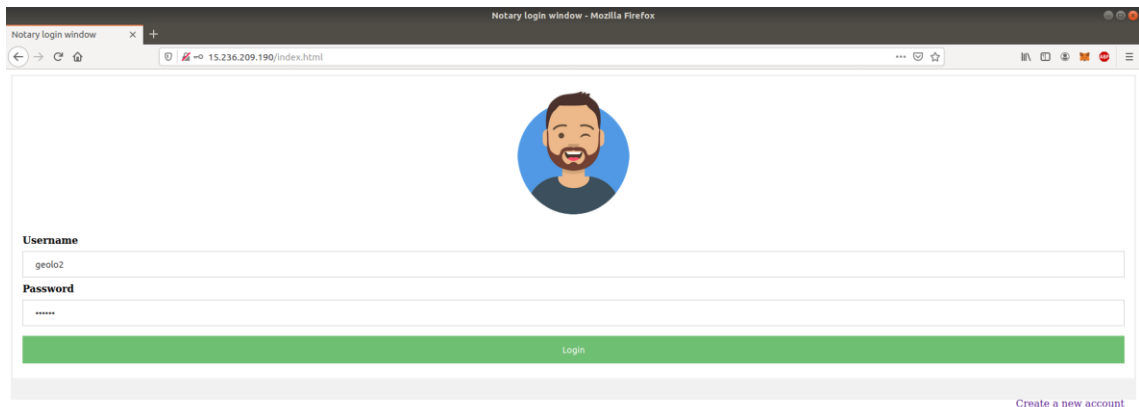 Notary login window - Mozilla Firefox
Notary login window
15.236.209.190/index.html
ABP
Username
geolo2
Password
••••••
Login
Create a new account